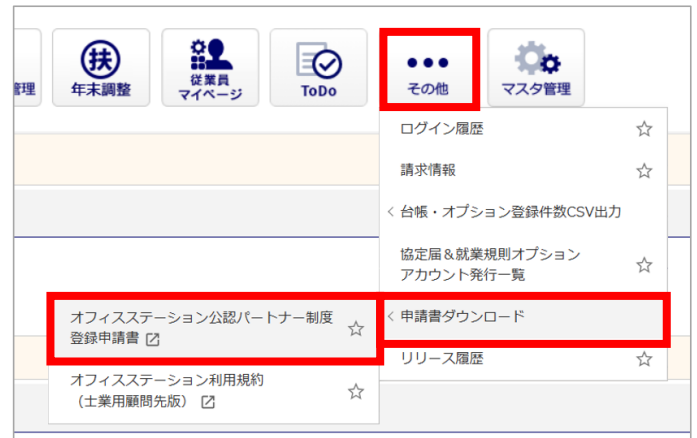 管理
扶
年末調整
従業員
マイページ
ToDo
その他
マスタ管理
ログイン履歴
請求情報
台帳・オプション登録件数CSV出力
協定届&就業規則オプション
アカウント発行一覧
申請書ダウンロード
リリース履歴
オフィスステーション公認パートナー制度
登録申請書
オフィスステーション利用規約
（士業用顧問先版）